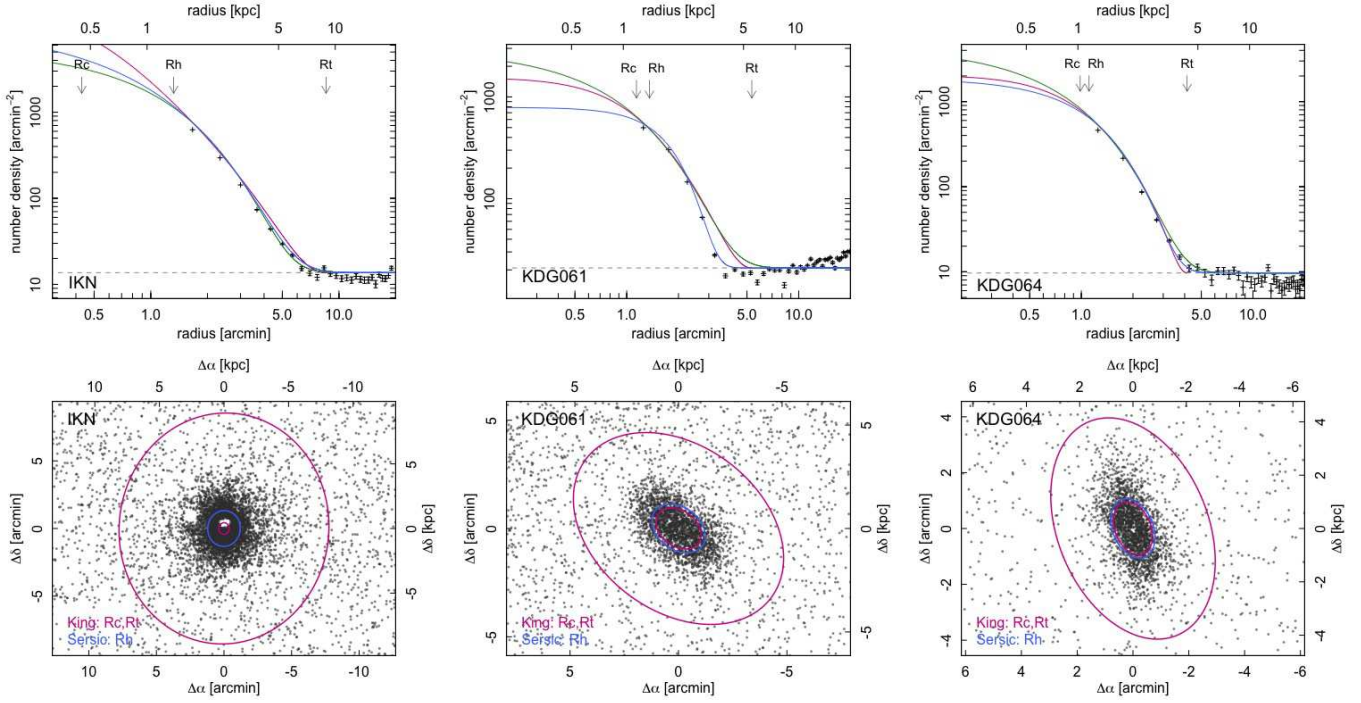 radius [kpc]
0.5 1 5 10
number density [arcmin⁻²]
10 100 1000
Rc Rh Rt
IKN
0.5 1.0 5.0 10.0
radius [arcmin]
radius [kpc]
0.5 1 5 10
number density [arcmin⁻²]
100 1000
Rc Rh Rt
KDG061
0.5 1.0 5.0 10.0
radius [arcmin]
radius [kpc]
0.5 1 5 10
number density [arcmin⁻²]
10 100 1000
Rc Rh Rt
KDG064
0.5 1.0 5.0 10.0
radius [arcmin]
Δα [kpc]
10 5 0 -5 -10
IKN
Δδ [arcmin]
5 0 -5
Δδ [kpc]
5 0 -5
King: Rc,Rt
Sersic: Rh
10 5 0 -5 -10
Δα [arcmin]
Δα [kpc]
5 0 -5
KDG061
Δδ [arcmin]
5 0 -5
Δδ [kpc]
5 0 -5
King: Rc,Rt
Sersic: Rh
5 0 -5
Δα [arcmin]
Δα [kpc]
6 4 2 0 -2 -4 -6
KDG064
Δδ [arcmin]
4 2 0 -2 -4
Δδ [kpc]
4 2 0 -2 -4
King: Rc,Rt
Sersic: Rh
6 4 2 0 -2 -4 -6
Δα [arcmin]